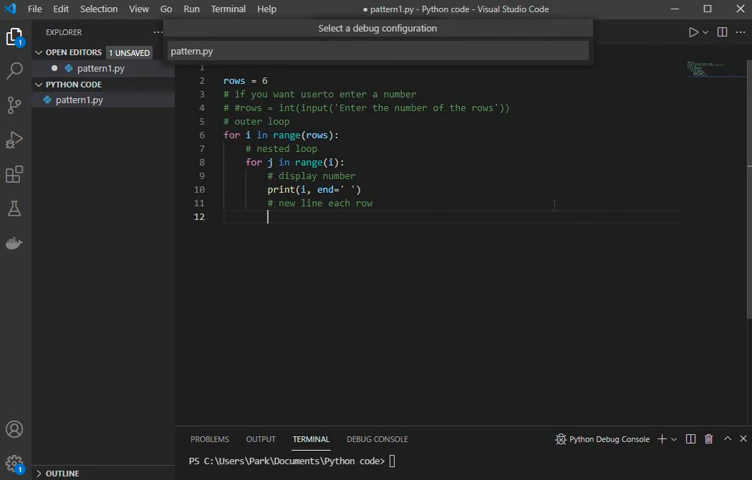 File Edit Selection View Go Run Terminal Help
● pattern1.py - Python code - Visual Studio Code
Select a debug configuration
pattern.py
EXPLORER
OPEN EDITORS 1 UNSAVED
pattern1.py
PYTHON CODE
pattern1.py
1
2 rows = 6
3 # if you want userto enter a number
4 # #rows = int(input('Enter the number of the rows'))
5 # outer loop
6 for i in range(rows):
7 # nested loop
8 for j in range(i):
9 # display number
10 print(i, end=' ')
11 # new line each row
12
PROBLEMS OUTPUT TERMINAL DEBUG CONSOLE
Python Debug Console
PS C:\Users\Park\Documents\Python code>
OUTLINE
1
1